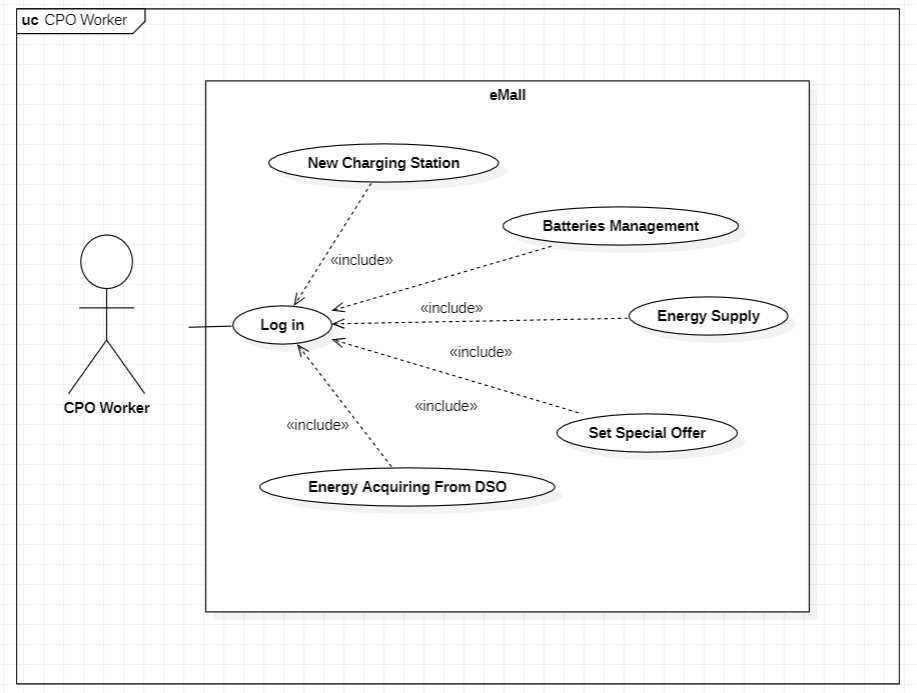 uc CPO Worker
eMall
New Charging Station
Batteries Management
«include»
«include»
Energy Supply
Log in
«include»
CPO Worker
«include»
«include»
Set Special Offer
Energy Acquiring From DSO